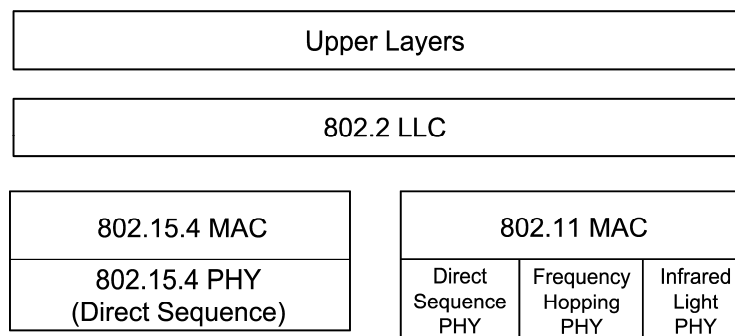 Upper Layers
802.2 LLC
802.15.4 MAC
802.15.4 PHY
(Direct Sequence)
802.11 MAC
Direct
Sequence
PHY
Frequency
Hopping
PHY
Infrared
Light
PHY